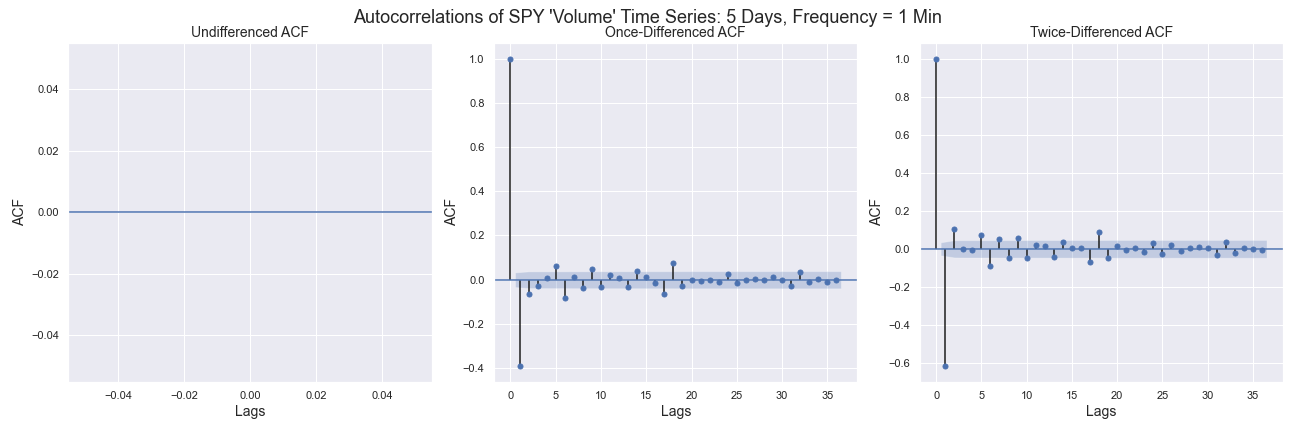 Autocorrelations of SPY 'Volume' Time Series: 5 Days, Frequency = 1 Min
Undifferenced ACF
0.04
0.02
0.00
−0.02
−0.04
ACF
−0.04 −0.02 0.00 0.02 0.04
Lags
Once-Differenced ACF
1.0
0.8
0.6
0.4
0.2
0.0
−0.2
−0.4
ACF
0 5 10 15 20 25 30 35
Lags
Twice-Differenced ACF
1.0
0.8
0.6
0.4
0.2
0.0
−0.2
−0.4
−0.6
ACF
0 5 10 15 20 25 30 35
Lags